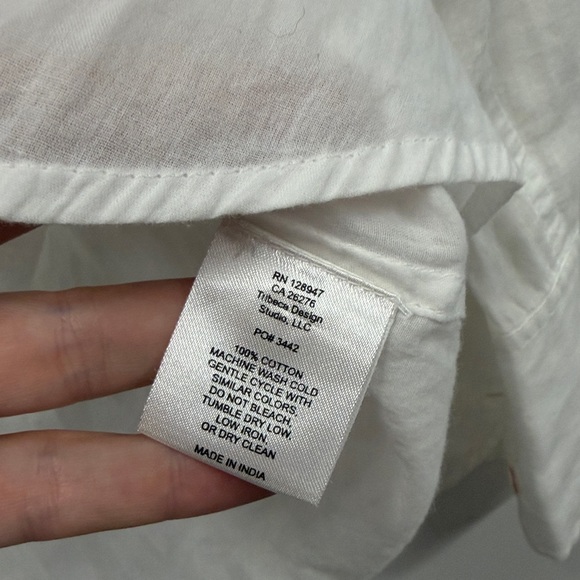 RN 128947
CA 26276
Tribeca Design
Studio, LLC
PO# 3442
100% COTTON
MACHINE WASH COLD
GENTLE CYCLE WITH
SIMILAR COLORS.
DO NOT BLEACH.
TUMBLE DRY LOW.
LOW IRON,
OR DRY CLEAN
MADE IN INDIA